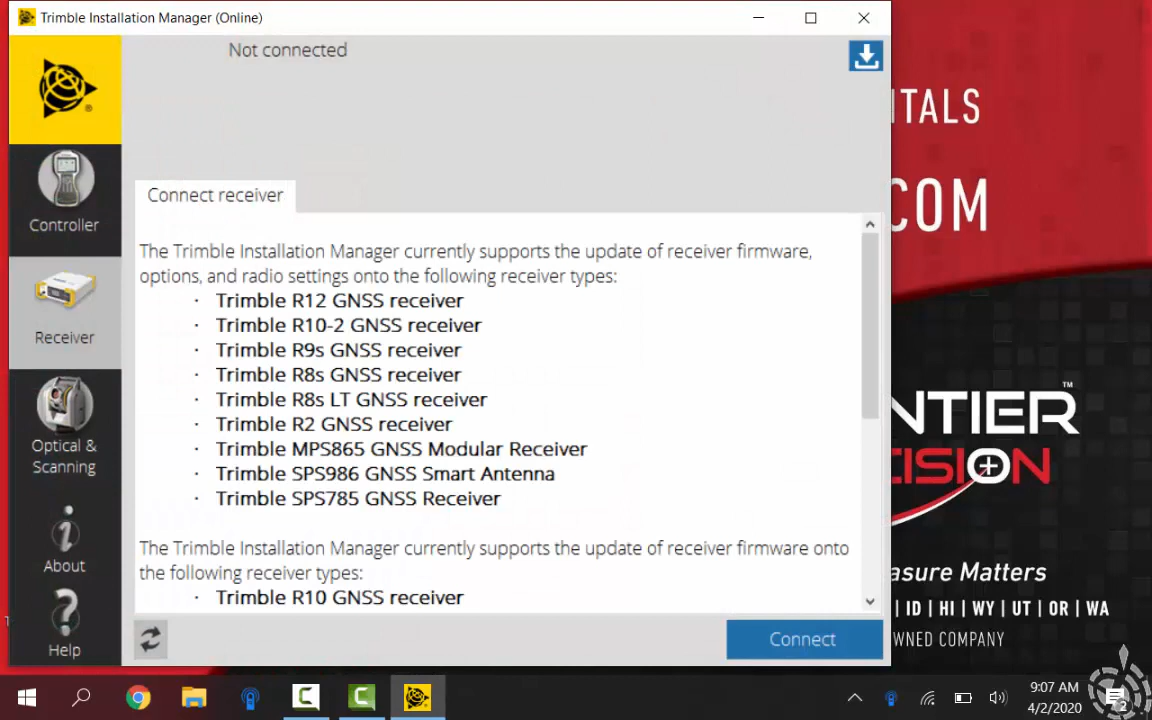 Trimble Installation Manager (Online)
Not connected
Controller
Receiver
Optical &
Scanning
About
Help
Connect receiver
The Trimble Installation Manager currently supports the update of receiver firmware,
options, and radio settings onto the following receiver types:
· Trimble R12 GNSS receiver
· Trimble R10-2 GNSS receiver
· Trimble R9s GNSS receiver
· Trimble R8s GNSS receiver
· Trimble R8s LT GNSS receiver
· Trimble R2 GNSS receiver
· Trimble MPS865 GNSS Modular Receiver
· Trimble SPS986 GNSS Smart Antenna
· Trimble SPS785 GNSS Receiver
The Trimble Installation Manager currently supports the update of receiver firmware onto
the following receiver types:
· Trimble R10 GNSS receiver
Connect
ITALS
.COM
NTIER™
CISION
asure Matters
| ID | HI | WY | UT | OR | WA
WNED COMPANY
9:07 AM
4/2/2020
2